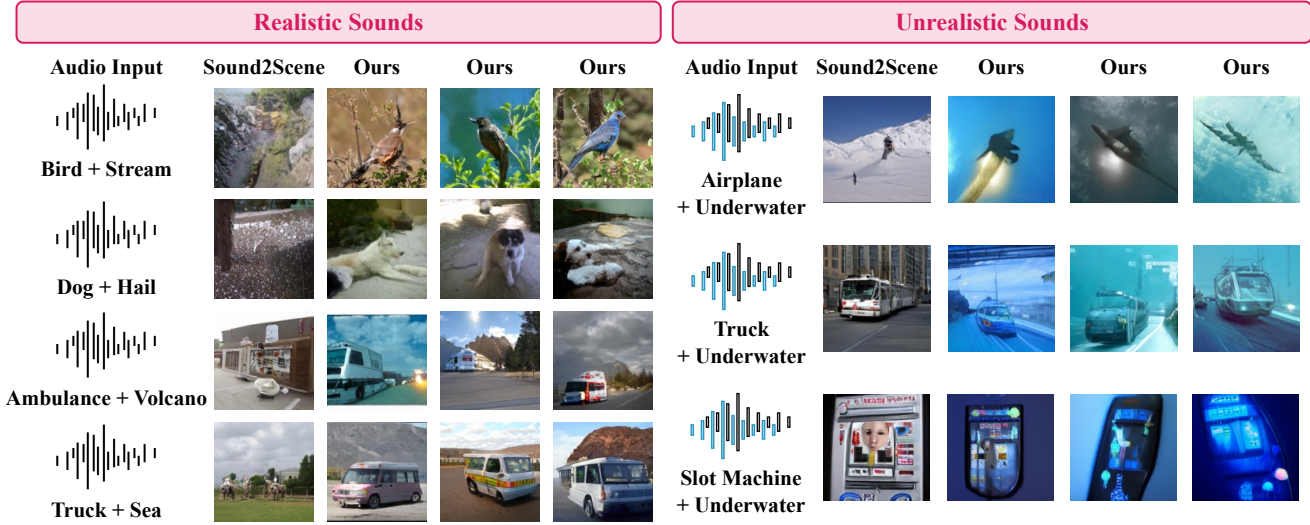 Realistic Sounds
Audio Input Sound2Scene Ours Ours Ours
Bird + Stream
Dog + Hail
Ambulance + Volcano
Truck + Sea
Unrealistic Sounds
Audio Input Sound2Scene Ours Ours Ours
Airplane
+ Underwater
Truck
+ Underwater
Slot Machine
+ Underwater